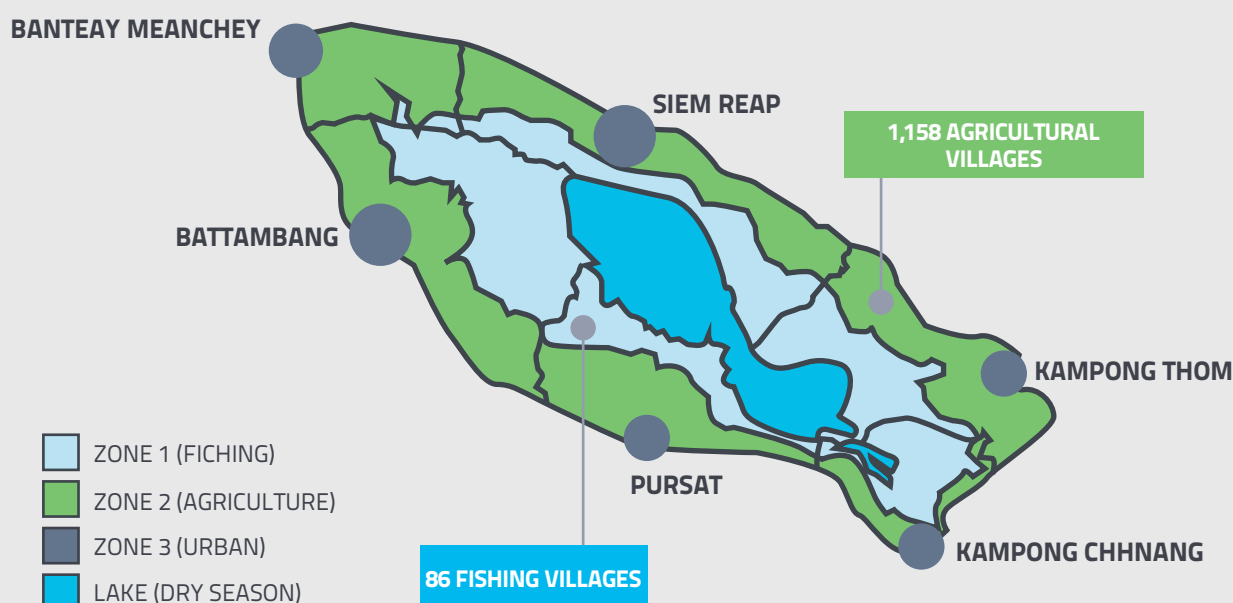 BANTEAY MEANCHEY
SIEM REAP
1,158 AGRICULTURAL
VILLAGES
BATTAMBANG
KAMPONG THOM
ZONE 1 (FICHING)
ZONE 2 (AGRICULTURE)
PURSAT
ZONE 3 (URBAN)
KAMPONG CHHNANG
86 FISHING VILLAGES
LAKE (DRY SEASON)